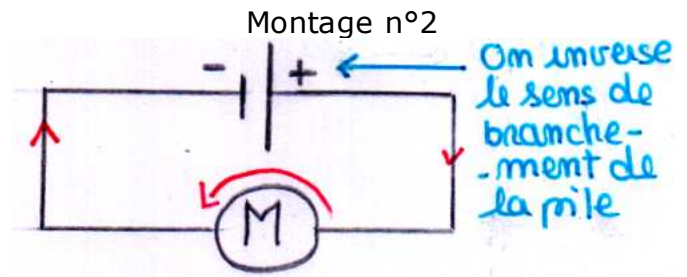 Montage n°2
- +
On inverse
le sens de
branche-
-ment de
la pile
M